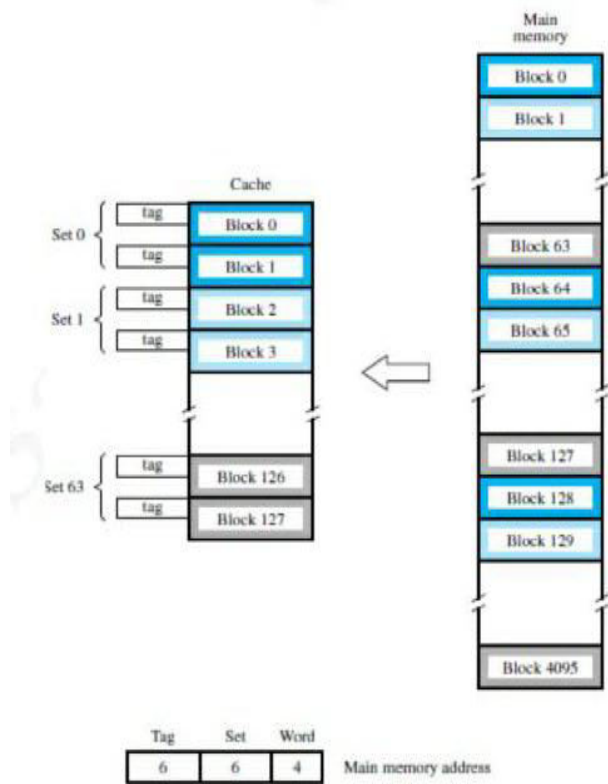 Main
memory
Block 0
Block 1
Cache
Set 0
tag
Block 0
tag
Block 1
Set 1
tag
Block 2
tag
Block 3
Block 63
Block 64
Block 65
Set 63
tag
Block 126
tag
Block 127
Block 127
Block 128
Block 129
Block 4095
Tag Set Word
6 6 4 Main memory address